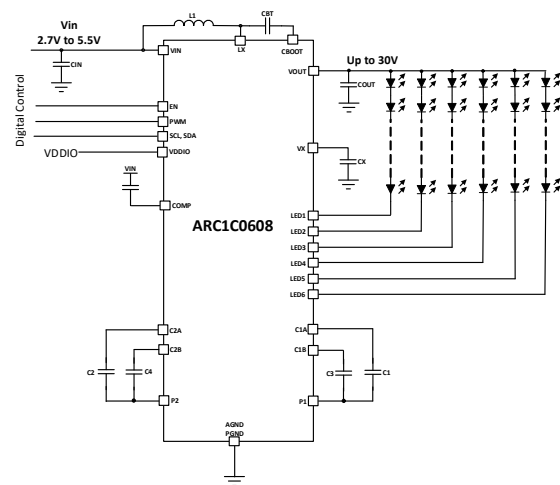 L1
CBT
Vin
2.7V to 5.5V
VIN
LX
CBOOT
CIN
Up to 30V
VOUT
COUT
Digital Control
EN
PWM
SCL, SDA
VDDIO
VDDIO
VX
CX
VIN
COMP
ARC1C0608
LED1
LED2
LED3
LED4
LED5
LED6
C2A
C2B
C2
C4
P2
C1A
C1B
C3
C1
P1
AGND
PGND